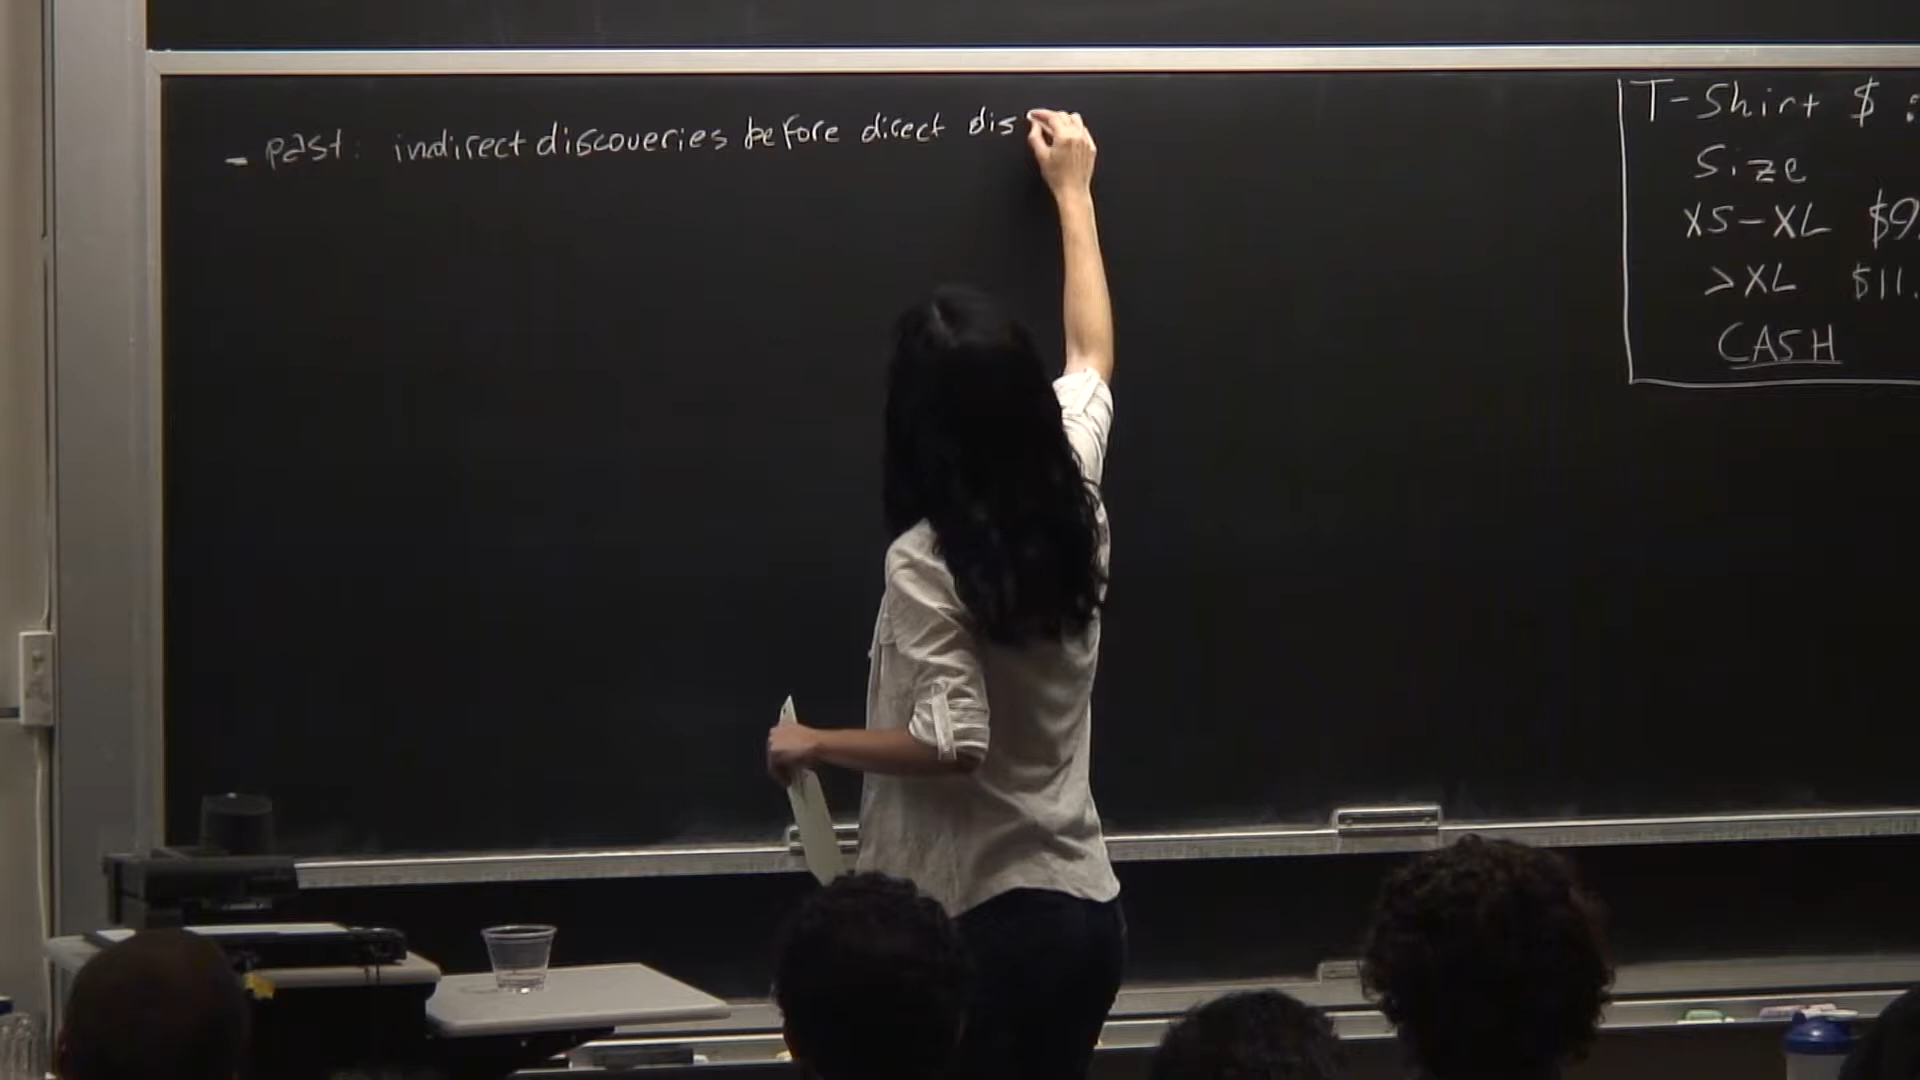 - past: indirect discoveries before direct dis
T-Shirt $ :
Size
XS-XL $9.
>XL $11.
CASH